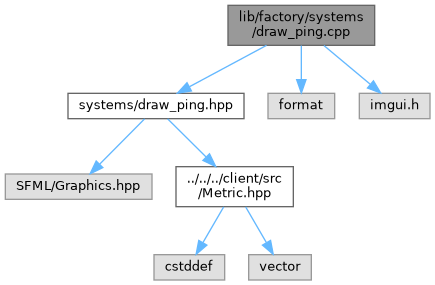 lib/factory/systems
/draw_ping.cpp
systems/draw_ping.hpp
format
imgui.h
SFML/Graphics.hpp
../../../client/src
/Metric.hpp
cstddef
vector